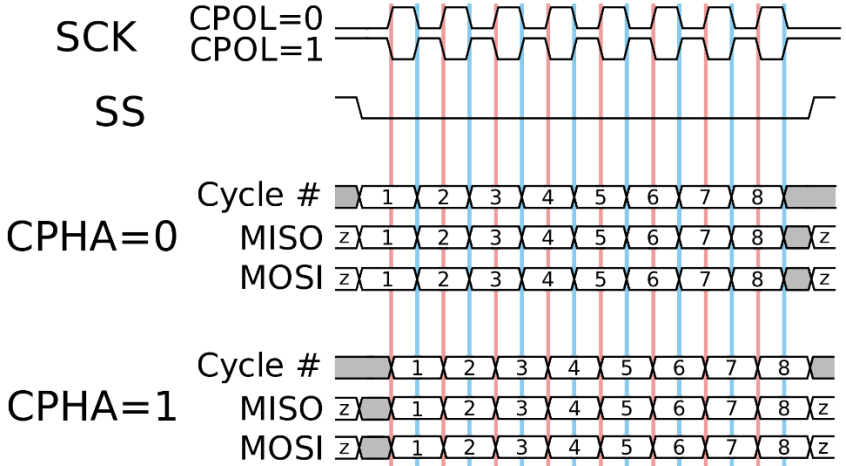 SCK CPOL=0
CPOL=1
SS
CPHA=0
Cycle # 1 2 3 4 5 6 7 8
MISO z 1 2 3 4 5 6 7 8 z
MOSI z 1 2 3 4 5 6 7 8 z
CPHA=1
Cycle # 1 2 3 4 5 6 7 8
MISO z 1 2 3 4 5 6 7 8 z
MOSI z 1 2 3 4 5 6 7 8 z